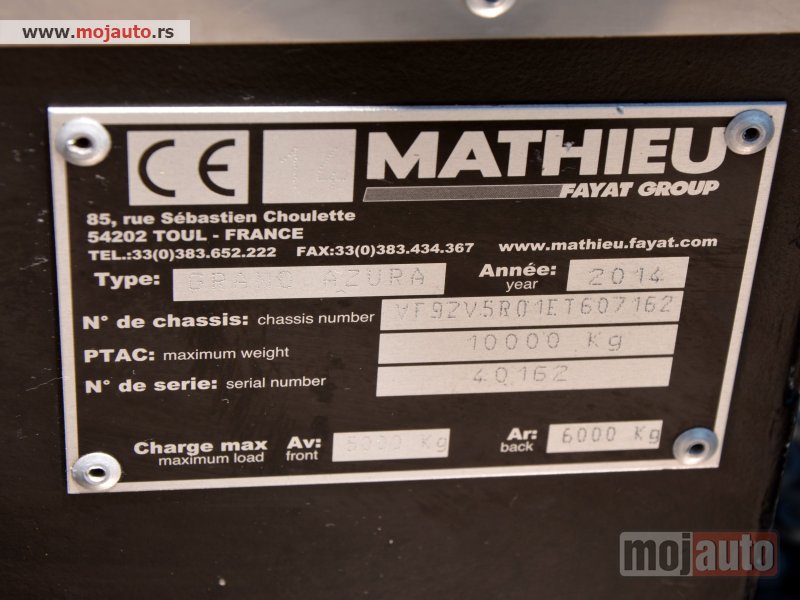 www.mojauto.rs
CE 14 MATHIEU
FAYAT GROUP
85, rue Sébastien Choulette
54202 TOUL - FRANCE
TEL.:33(0)383.652.222 FAX:33(0)383.434.367 www.mathieu.fayat.com
Type: GRAND AZURA Année: 2014
year
N° de chassis: chassis number VF9ZV5R01ET607162
PTAC: maximum weight 10000 Kg
N° de serie: serial number 40162
Charge max Av: 5000 Kg Ar: 6000 Kg
maximum load front back
mojauto